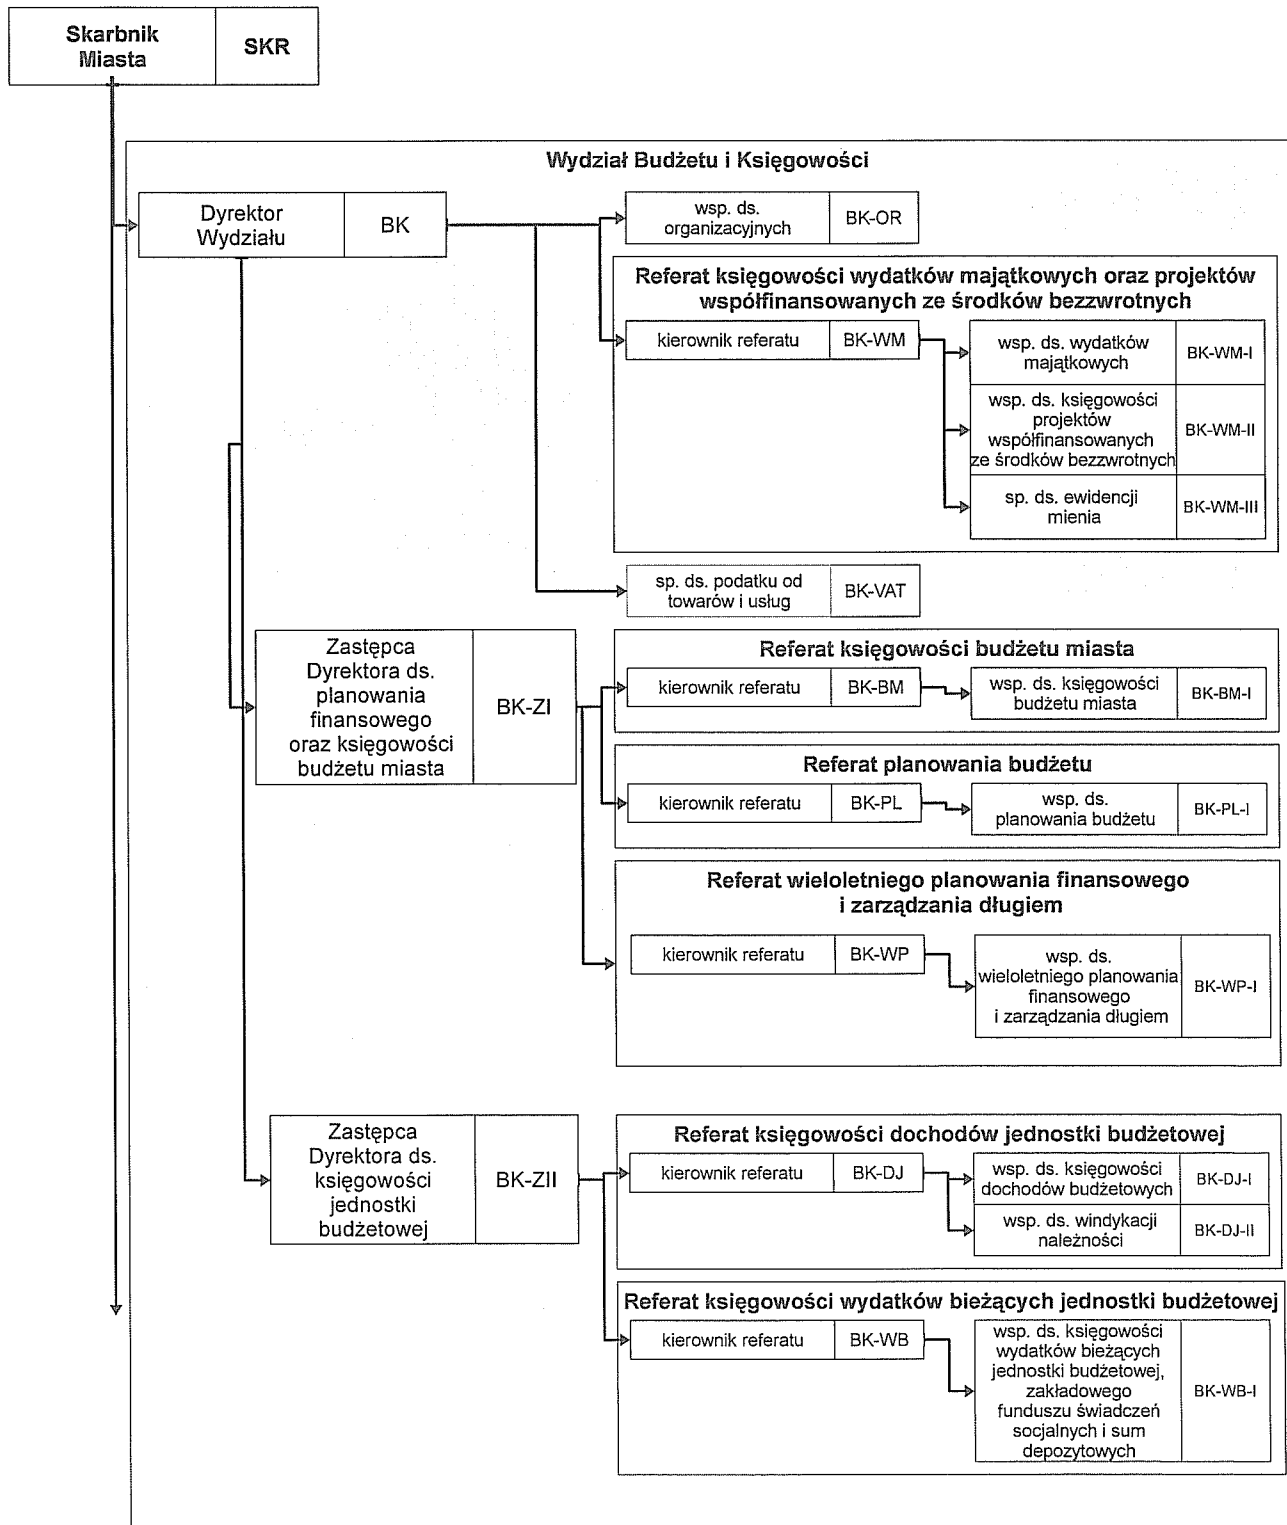 Skarbnik
Miasta
SKR
Wydział Budżetu i Księgowości
Dyrektor
Wydziału
BK
wsp. ds.
organizacyjnych
BK-OR
Referat księgowości wydatków majątkowych oraz projektów
współfinansowanych ze środków bezzwrotnych
kierownik referatu
BK-WM
wsp. ds. wydatków
majątkowych
BK-WM-I
wsp. ds. księgowości
projektów
współfinansowanych
ze środków bezzwrotnych
BK-WM-II
sp. ds. ewidencji
mienia
BK-WM-III
sp. ds. podatku od
towarów i usług
BK-VAT
Zastępca
Dyrektora ds.
planowania
finansowego
oraz księgowości
budżetu miasta
BK-ZI
Referat księgowości budżetu miasta
kierownik referatu
BK-BM
wsp. ds. księgowości
budżetu miasta
BK-BM-I
Referat planowania budżetu
kierownik referatu
BK-PL
wsp. ds.
planowania budżetu
BK-PL-I
Referat wieloletniego planowania finansowego
i zarządzania długiem
kierownik referatu
BK-WP
wsp. ds.
wieloletniego planowania
finansowego
i zarządzania długiem
BK-WP-I
Zastępca
Dyrektora ds.
księgowości
jednostki
budżetowej
BK-ZII
Referat księgowości dochodów jednostki budżetowej
kierownik referatu
BK-DJ
wsp. ds. księgowości
dochodów budżetowych
BK-DJ-I
wsp. ds. windykacji
należności
BK-DJ-II
Referat księgowości wydatków bieżących jednostki budżetowej
kierownik referatu
BK-WB
wsp. ds. księgowości
wydatków bieżących
jednostki budżetowej,
zakładowego
funduszu świadczeń
socjalnych i sum
depozytowych
BK-WB-I